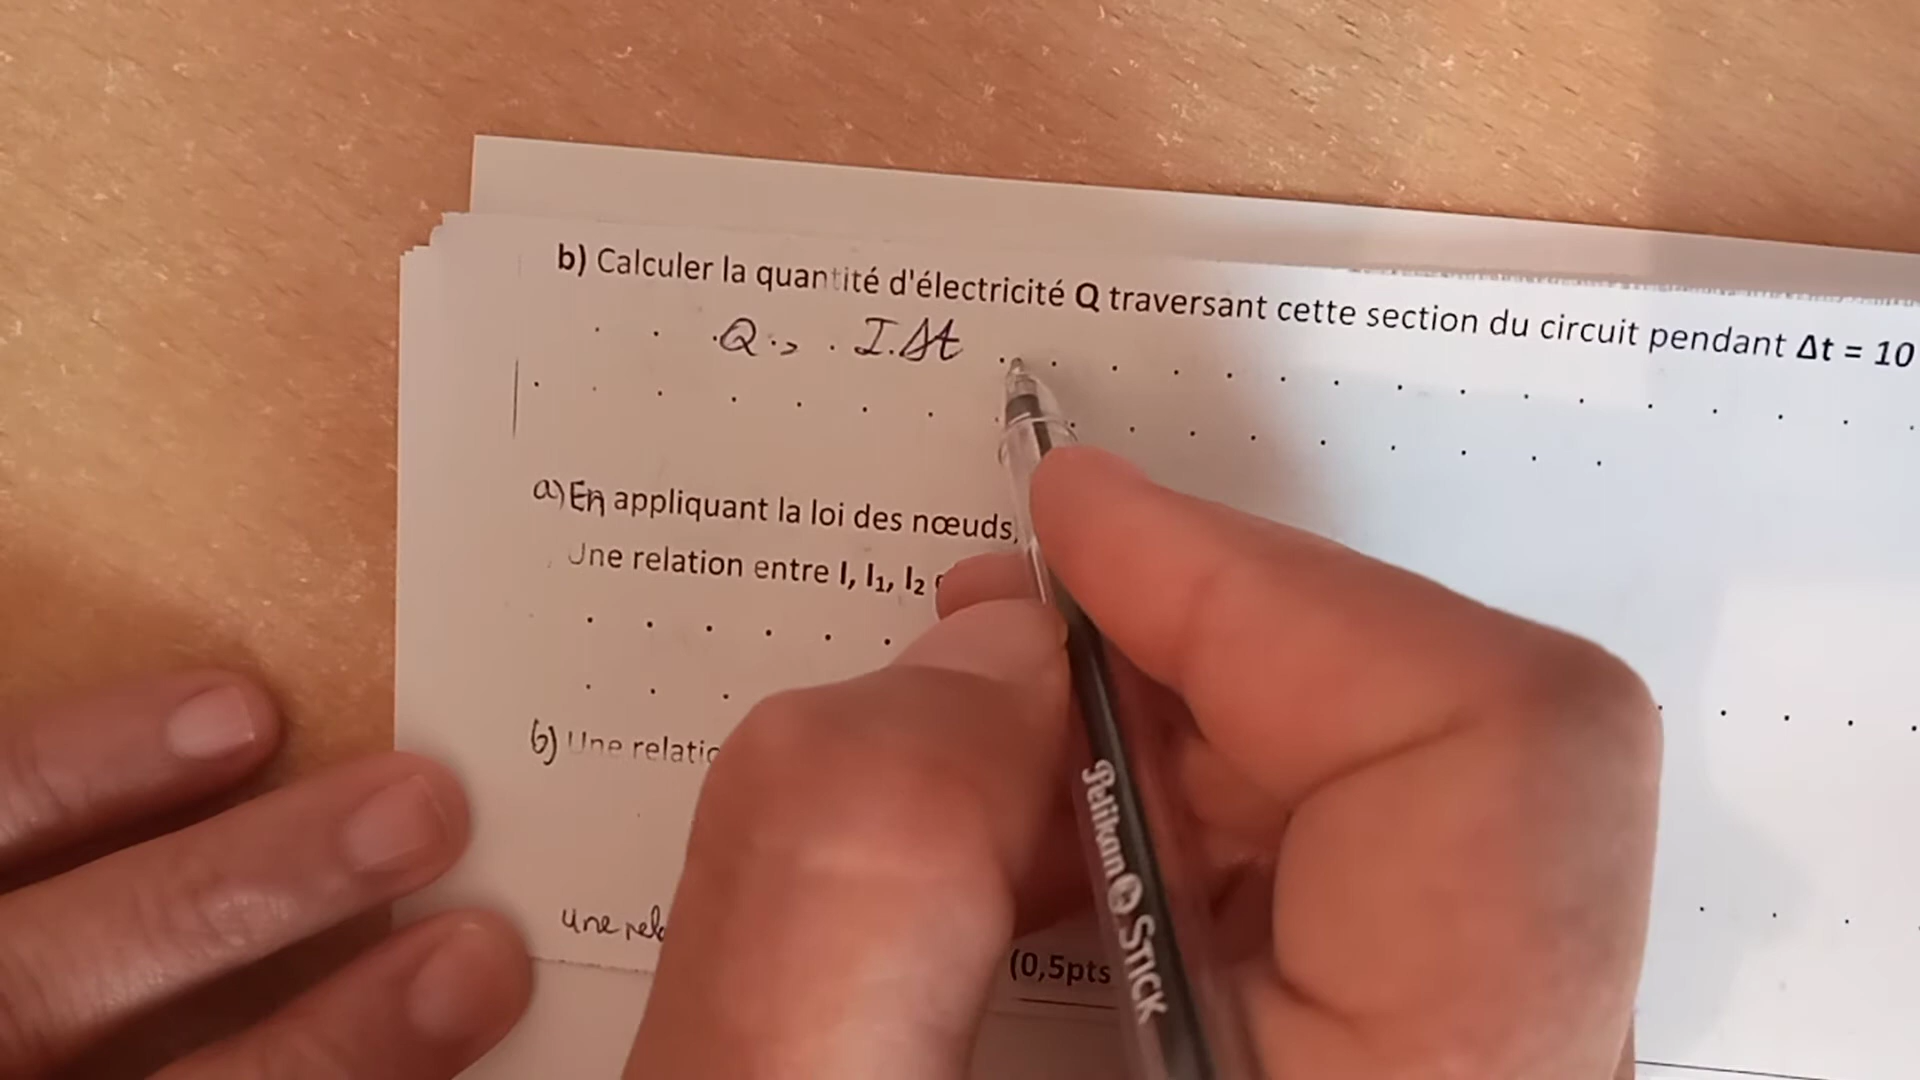 b) Calculer la quantité d'électricité Q traversant cette section du circuit pendant Δt = 10
Q = I.Δt
a) En appliquant la loi des nœuds,
Une relation entre I, I₁, I₂
b) Une relatio
une rela
(0,5pts
Pelikan STICK